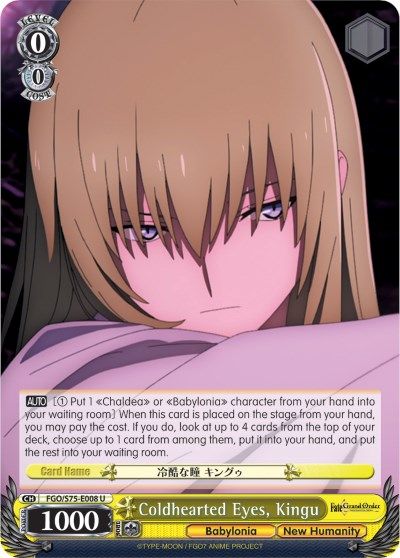 LEVEL
0
0
COST
AUTO [① Put 1 «Chaldea» or «Babylonia» character from your hand into
your waiting room] When this card is placed on the stage from your hand,
you may pay the cost. If you do, look at up to 4 cards from the top of your
deck, choose up to 1 card from among them, put it into your hand, and put
the rest into your waiting room.
Card Name 冷酷な瞳 キングゥ
CH FGO/S75-E008 U
POWER 1000 SOUL Coldhearted Eyes, Kingu Fate/Grand Order
Babylonia New Humanity
©TYPE-MOON / FGO7 ANIME PROJECT